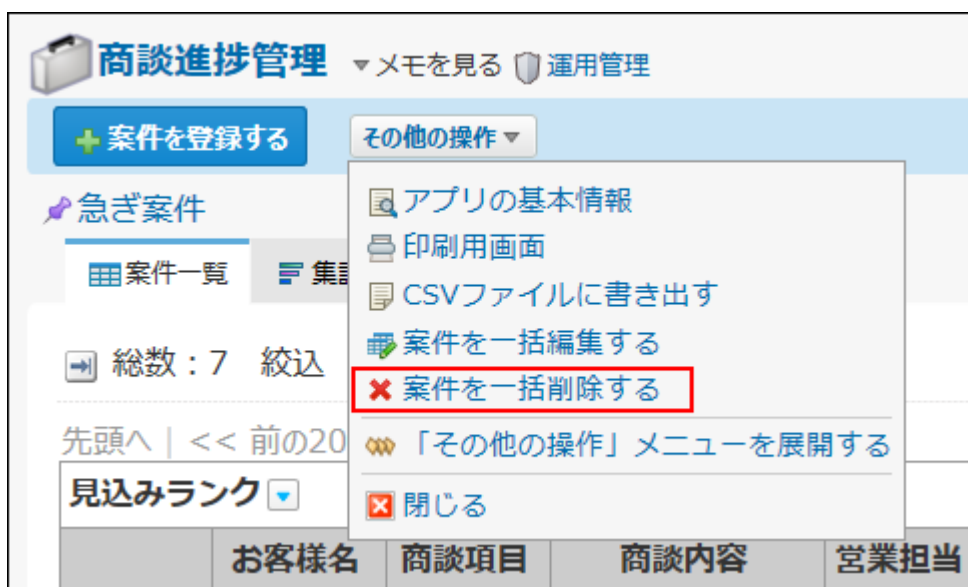 商談進捗管理 ▼メモを見る 運用管理
案件を登録する その他の操作▼
急ぎ案件
アプリの基本情報
印刷用画面
案件一覧
CSVファイルに書き出す
案件を一括編集する
総数：7 絞込
案件を一括削除する
先頭へ | << 前の20
「その他の操作」メニューを展開する
見込みランク
閉じる
お客様名 商談項目 商談内容 営業担当